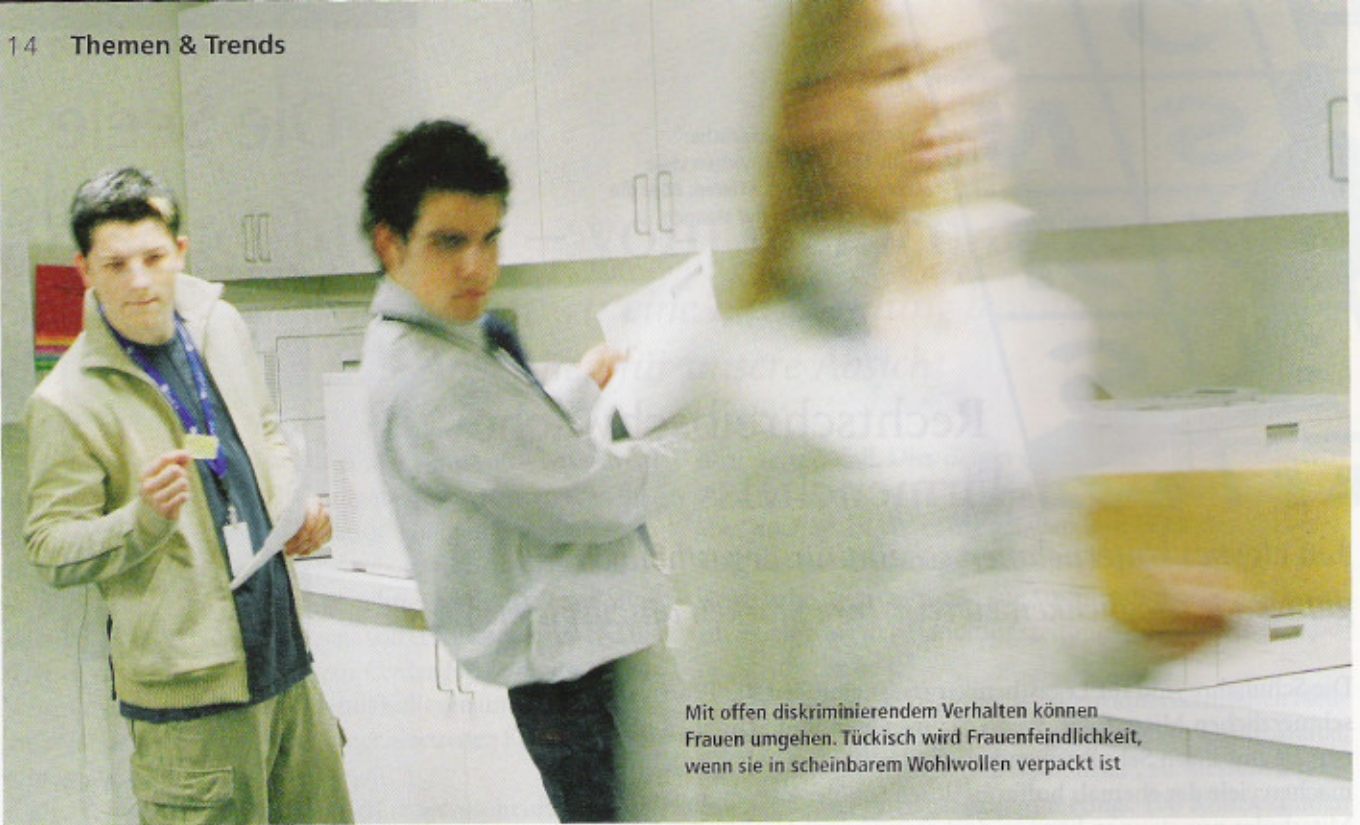 14 Themen & Trends
Mit offen diskriminierendem Verhalten können
Frauen umgehen. Tückisch wird Frauenfeindlichkeit,
wenn sie in scheinbarem Wohlwollen verpackt ist